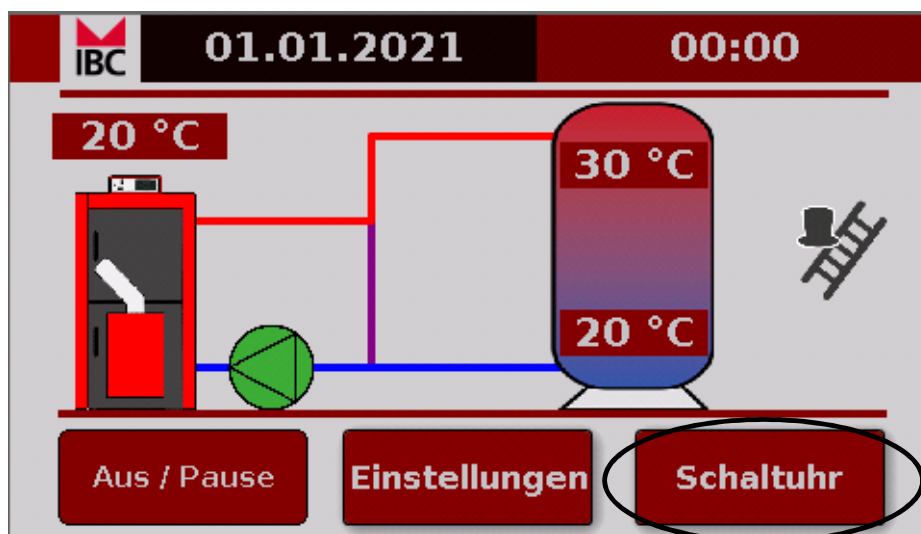 IBC
01.01.2021
00:00
20 °C
30 °C
20 °C
Aus / Pause
Einstellungen
Schaltuhr